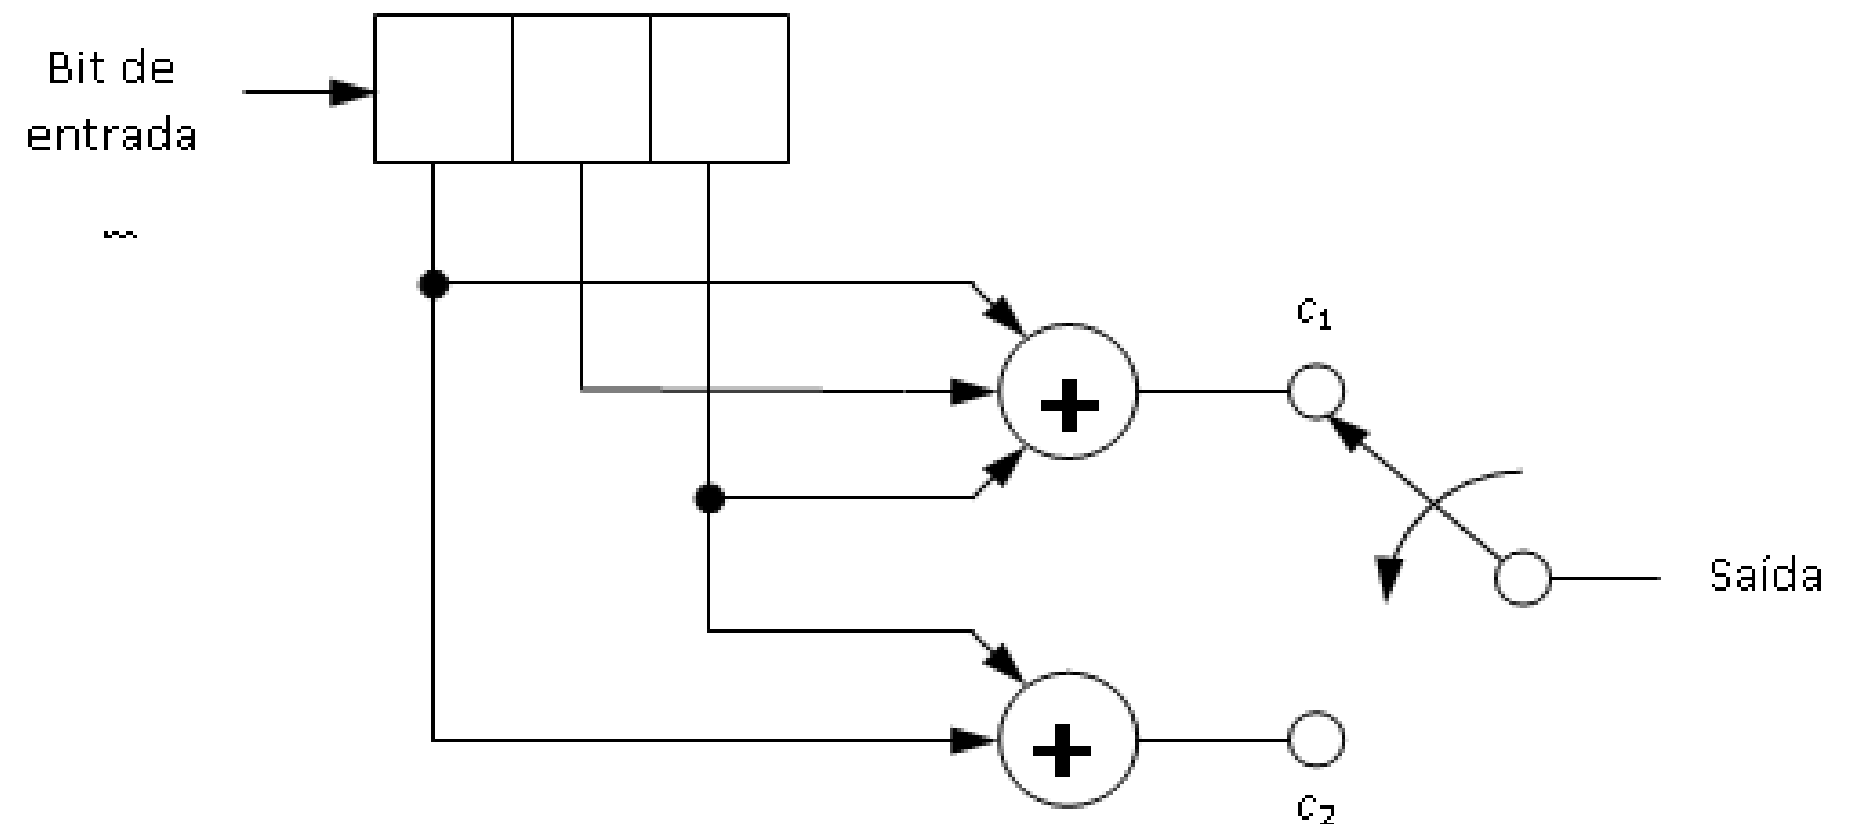 Bit de
entrada
c₁
Saída
c₂